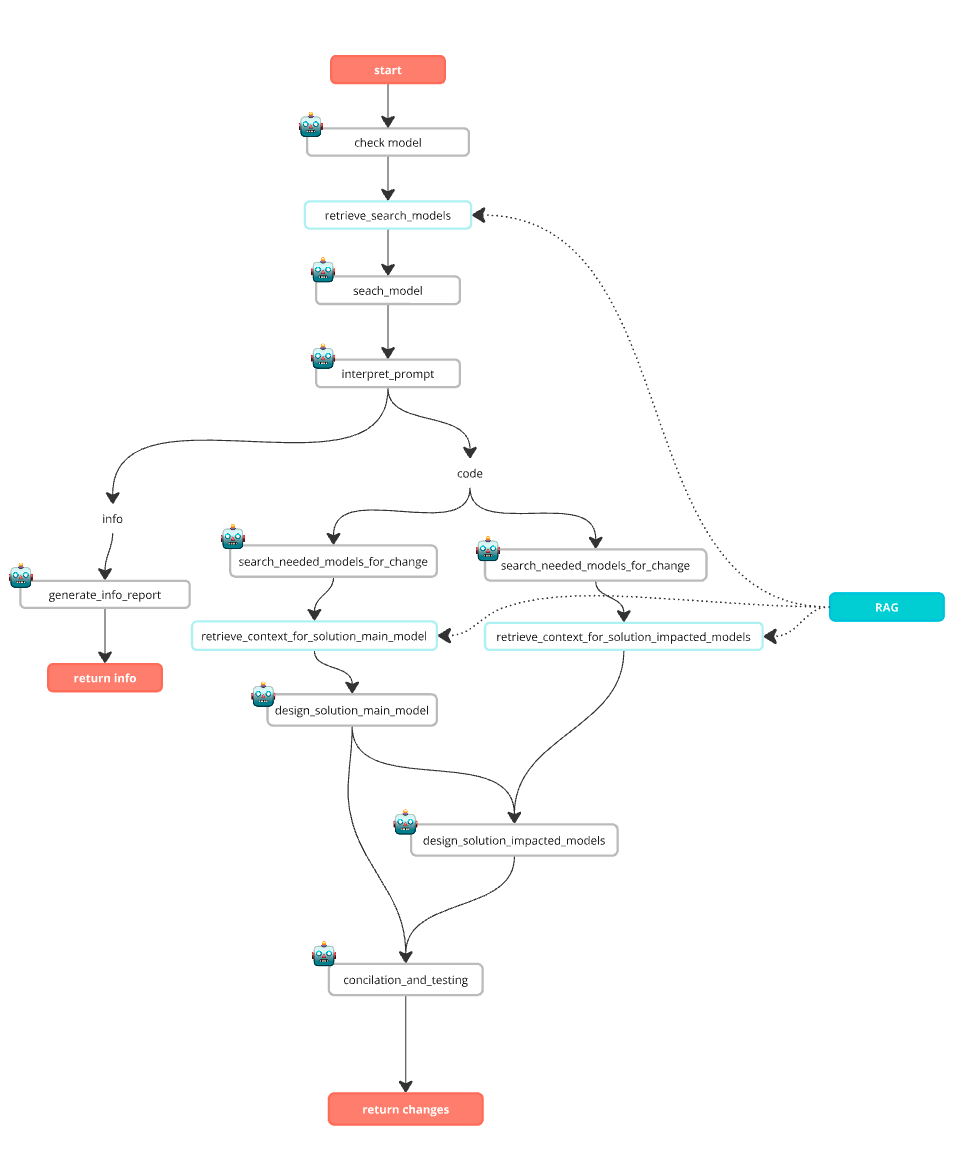 start
check model
retrieve_search_models
seach_model
interpret_prompt
code
info
search_needed_models_for_change
search_needed_models_for_change
generate_info_report
RAG
retrieve_context_for_solution_main_model
retrieve_context_for_solution_impacted_models
return info
design_solution_main_model
design_solution_impacted_models
concilation_and_testing
return changes